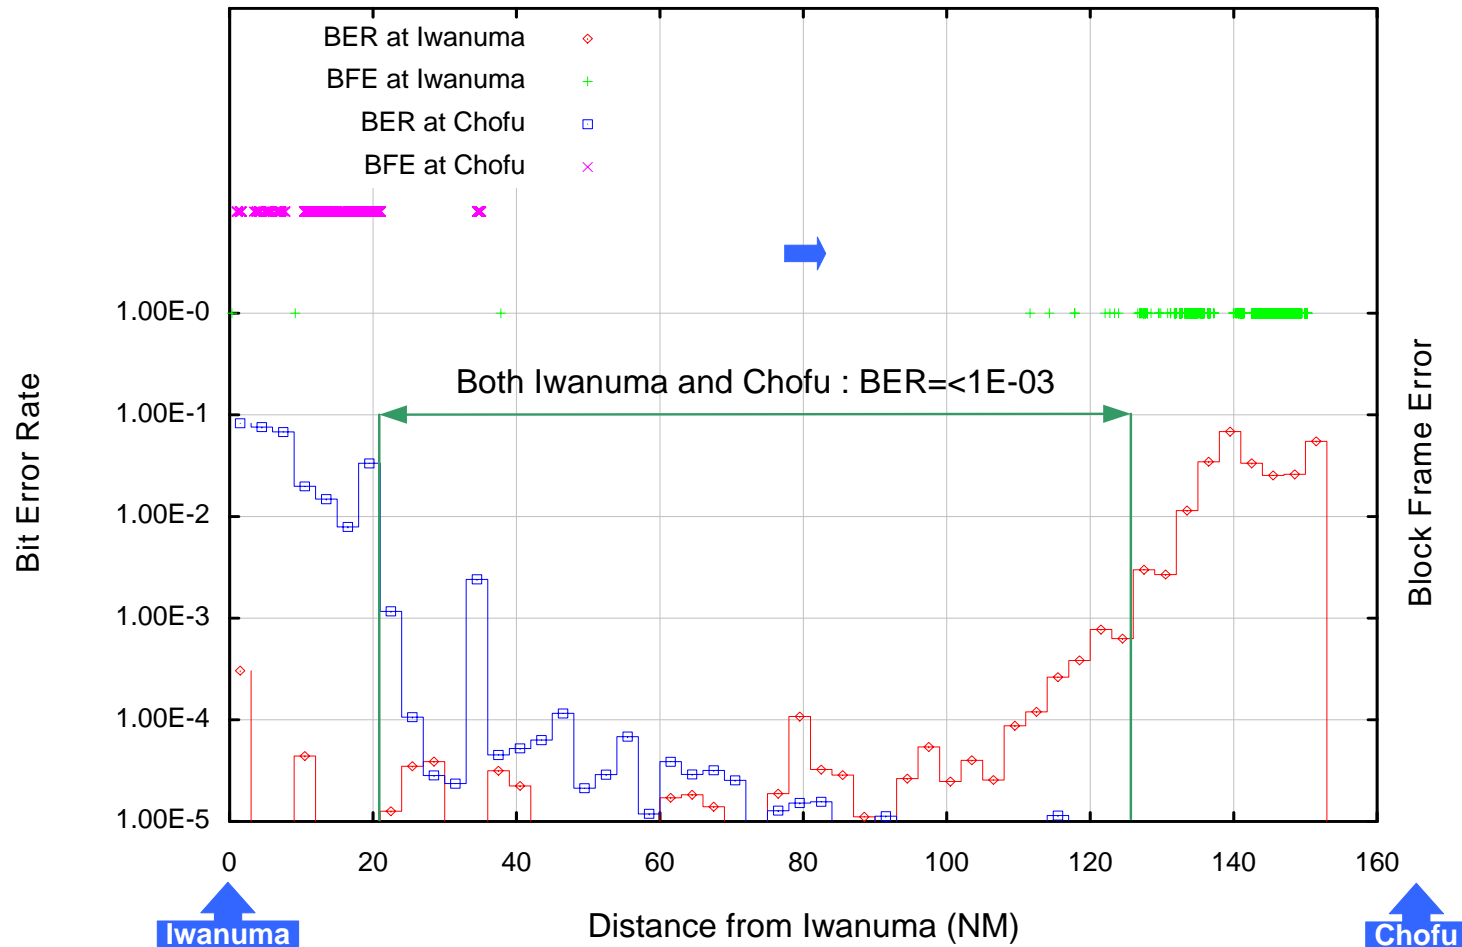 BER at Iwanuma
BFE at Iwanuma
BER at Chofu
BFE at Chofu
1.00E-0
Both Iwanuma and Chofu : BER=<1E-03
1.00E-1
1.00E-2
1.00E-3
1.00E-4
1.00E-5
Bit Error Rate
Block Frame Error
0 20 40 60 80 100 120 140 160
Distance from Iwanuma (NM)
Iwanuma
Chofu